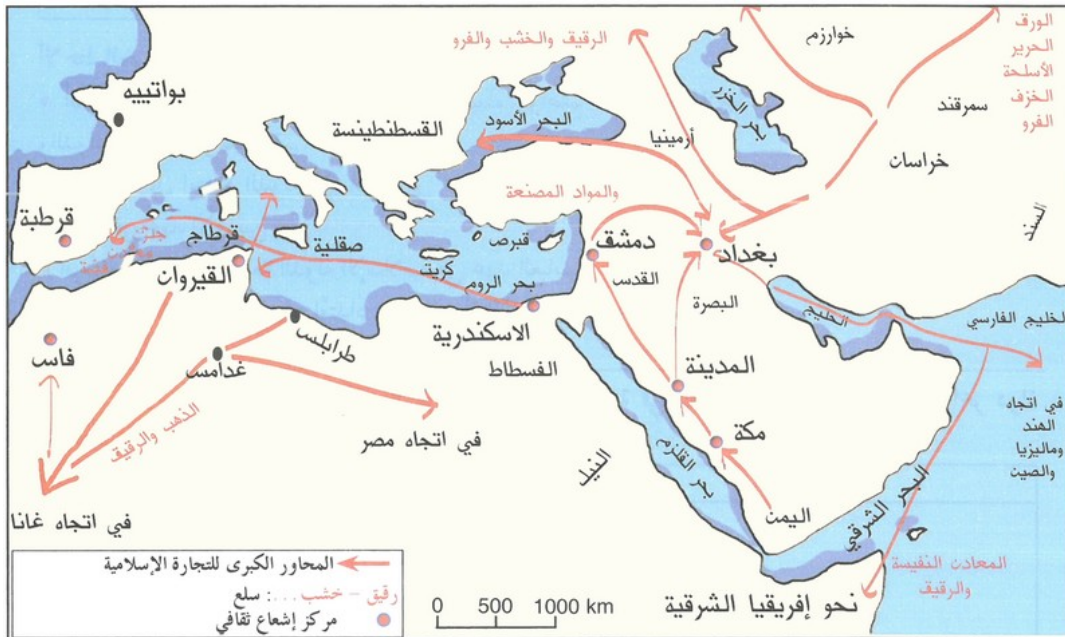 الورق
الحرير
الأسلحة
الخزف
الفرو
خوارزم
الرقيق والخشب والفرو
سمرقند
بحر الخزر
بواتييه
القسطنطينسة
البحر الأسود
أرمينيا
خراسان
والمواد المصنعة
السند
قرطبة
قرطاج
صقلية
قبرص
دمشق
بغداد
كريت
القدس
القيروان
بحر الروم
البصرة
الخليج
لخليج الفارسي
الاسكندرية
طرابلس
فاس
غدامس
الفسطاط
المدينة
في اتجاه
الهند
وماليزيا
والصين
الذهب والرقيق
في اتجاه مصر
مكة
النيل
بحر القلزم
اليمن
البحر الشرقي
في اتجاه غانا
المعادن النفيسة
والرقيق
نحو إفريقيا الشرقية
المحاور الكبرى للتجارة الإسلامية
رقيق - خشب ...: سلع
مركز إشعاع ثقافي
0 500 1000 km